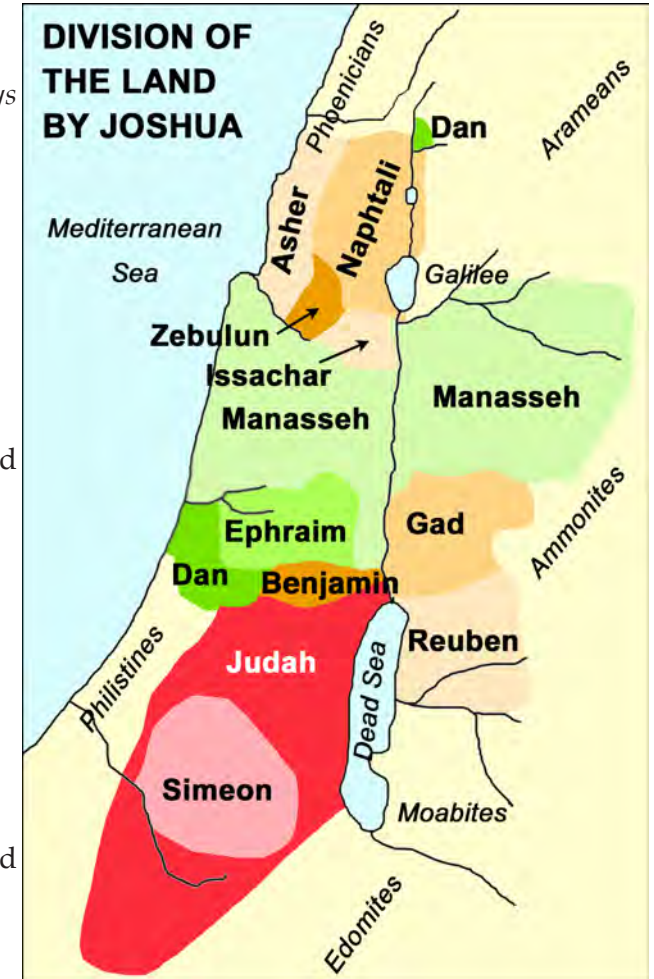 DIVISION OF
THE LAND
BY JOSHUA
ys
Phoenicians
Dan
Arameans
Asher
Naphtali
Mediterranean
Sea
Galilee
Zebulun
Issachar
Manasseh
Manasseh
d
Ephraim
Gad
Ammonites
Dan
Benjamin
Philistines
Judah
Dead Sea
Reuben
Simeon
Moabites
d
Edomites